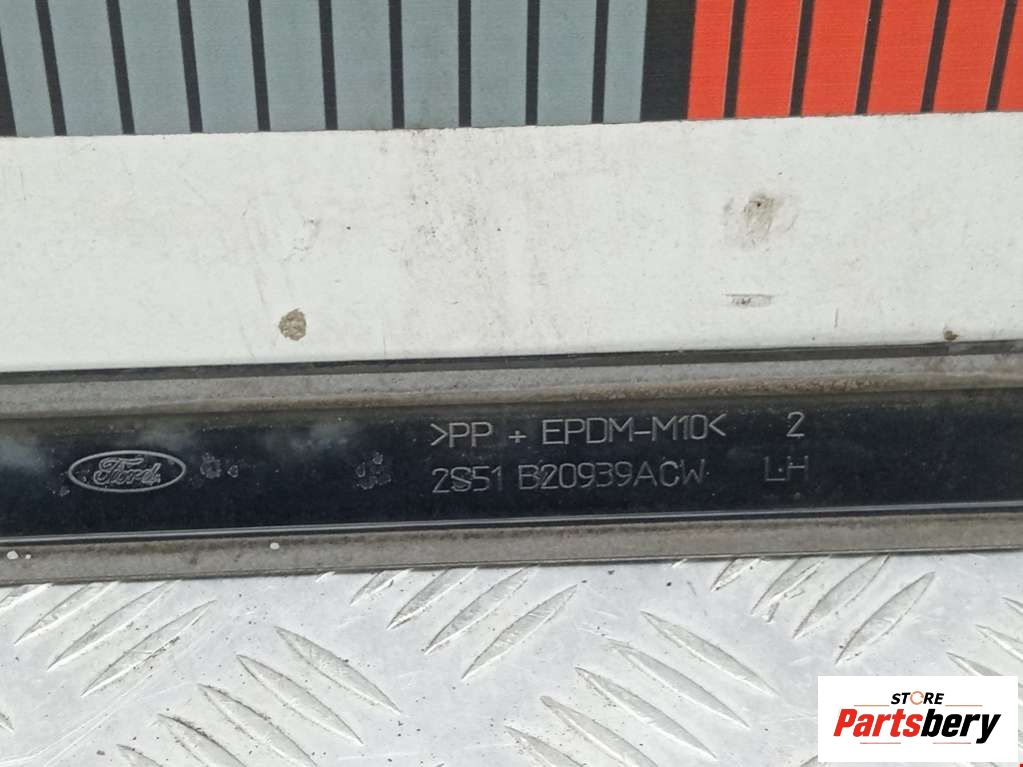 >PP + EPDM-M10< 2
Ford
2S51 B20939ACW LH
STORE
Partsbery